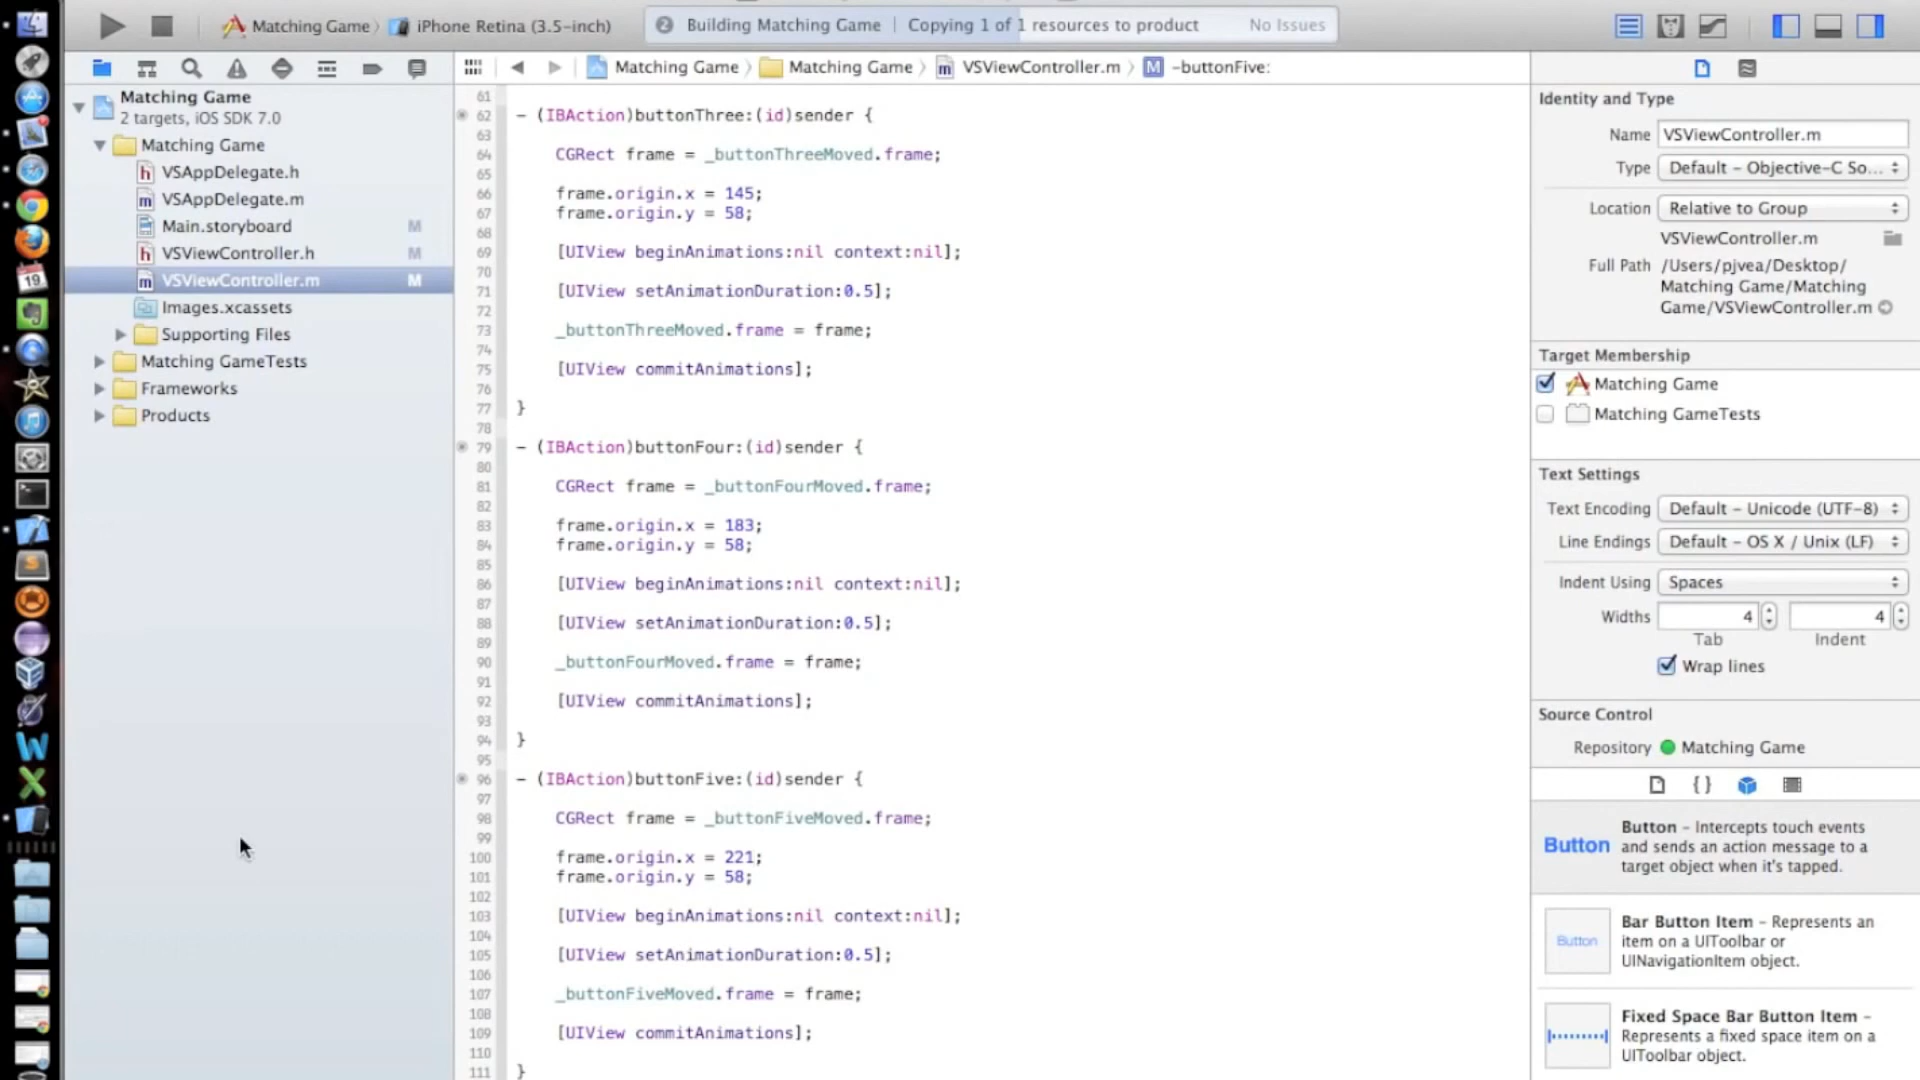 Matching Game
iPhone Retina (3.5-inch)
2
Building Matching Game
Copying 1 of 1 resources to product
No Issues
Matching Game
Matching Game
VSViewController.m
M
-buttonFive:
Matching Game
2 targets, iOS SDK 7.0
Matching Game
h VSAppDelegate.h
m VSAppDelegate.m
Main.storyboard M
h VSViewController.h M
m VSViewController.m M
Images.xcassets
Supporting Files
Matching GameTests
Frameworks
Products
19
61
62 - (IBAction)buttonThree:(id)sender {
63
64 CGRect frame = _buttonThreeMoved.frame;
65
66 frame.origin.x = 145;
67 frame.origin.y = 58;
68
69 [UIView beginAnimations:nil context:nil];
70
71 [UIView setAnimationDuration:0.5];
72
73 _buttonThreeMoved.frame = frame;
74
75 [UIView commitAnimations];
76
77 }
78
79 - (IBAction)buttonFour:(id)sender {
80
81 CGRect frame = _buttonFourMoved.frame;
82
83 frame.origin.x = 183;
84 frame.origin.y = 58;
85
86 [UIView beginAnimations:nil context:nil];
87
88 [UIView setAnimationDuration:0.5];
89
90 _buttonFourMoved.frame = frame;
91
92 [UIView commitAnimations];
93
94 }
95
96 - (IBAction)buttonFive:(id)sender {
97
98 CGRect frame = _buttonFiveMoved.frame;
99
100 frame.origin.x = 221;
101 frame.origin.y = 58;
102
103 [UIView beginAnimations:nil context:nil];
104
105 [UIView setAnimationDuration:0.5];
106
107 _buttonFiveMoved.frame = frame;
108
109 [UIView commitAnimations];
110
111 }
Identity and Type
Name VSViewController.m
Type Default - Objective-C So...
Location Relative to Group
VSViewController.m
Full Path /Users/pjvea/Desktop/
Matching Game/Matching
Game/VSViewController.m
Target Membership
Matching Game
Matching GameTests
Text Settings
Text Encoding Default - Unicode (UTF-8)
Line Endings Default - OS X / Unix (LF)
Indent Using Spaces
Widths 4 4
Tab Indent
Wrap lines
Source Control
Repository Matching Game
{ }
Button
Button - Intercepts touch events
and sends an action message to a
target object when it's tapped.
Button
Bar Button Item - Represents an
item on a UIToolbar or
UINavigationItem object.
Fixed Space Bar Button Item -
Represents a fixed space item on a
UIToolbar object.